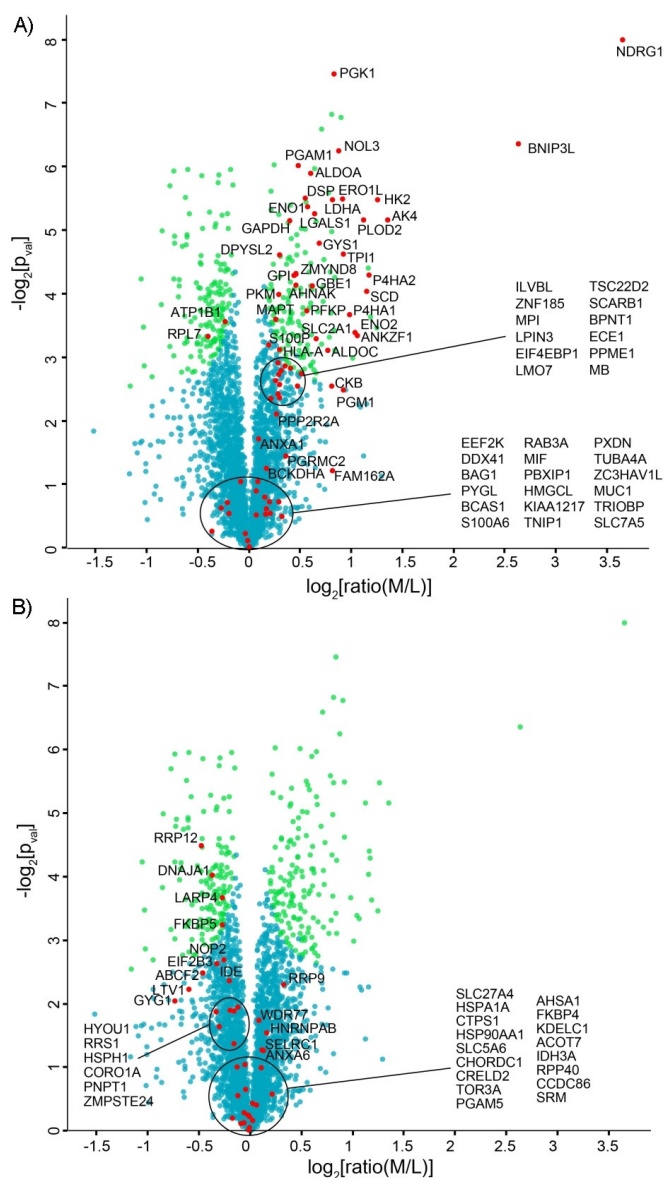 A)
8
NDRG1
PGK1
7
NOL3
BNIP3L
PGAM1
6
ALDOA
DSP ERO1L
HK2
ENO1 LDHA
AK4
GAPDH LGALS1
PLOD2
5
GYS1
DPYSL2
TPI1
GPI ZMYND8
P4HA2
PKM AHNAK GBE1
SCD
4
ATP1B1
MAPT PFKP P4HA1
RPL7
SLC2A1 ENO2
S100P ANKZF1
HLA-A ALDOC
3
CKB
PGM1
PPP2R2A
2
ANXA1
PGRMC2
BCKDHA FAM162A
1
0
-log2[pval]
ILVBL TSC22D2
ZNF185 SCARB1
MPI BPNT1
LPIN3 ECE1
EIF4EBP1 PPME1
LMO7 MB
EEF2K RAB3A PXDN
DDX41 MIF TUBA4A
BAG1 PBXIP1 ZC3HAV1L
PYGL HMGCL MUC1
BCAS1 KIAA1217 TRIOBP
S100A6 TNIP1 SLC7A5
-1.5 -1 -0.5 0 0.5 1 1.5 2 2.5 3 3.5
log2[ratio(M/L)]
B)
8
7
6
5
RRP12
DNAJA1
4
LARP4
FKBP5
NOP2
3
EIF2B3
ABCF2 IDE
LTV1
RRP9
GYG1
2
WDR77
HNRNPAB
SELRC1
ANXA6
1
0
-log2[pval]
HYOU1
RRS1
HSPH1
CORO1A
PNPT1
ZMPSTE24
SLC27A4 AHSA1
HSPA1A FKBP4
CTPS1 KDELC1
HSP90AA1 ACOT7
SLC5A6 IDH3A
CHORDC1 RPP40
CRELD2 CCDC86
TOR3A SRM
PGAM5
-1.5 -1 -0.5 0 0.5 1 1.5 2 2.5 3 3.5
log2[ratio(M/L)]